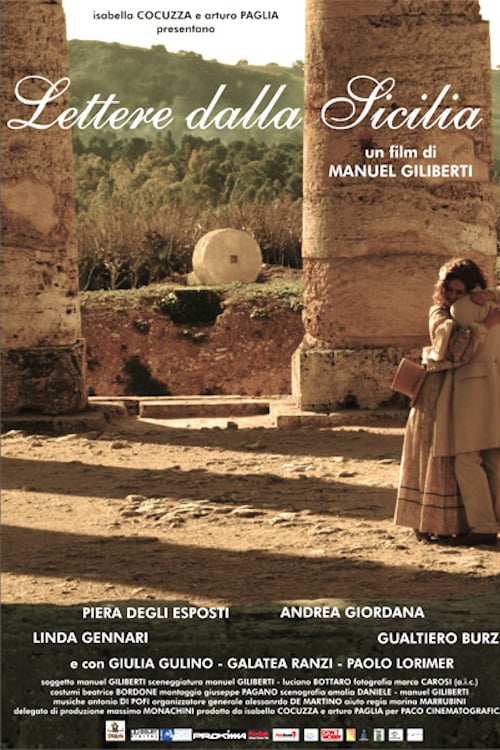 isabella COCUZZA e arturo PAGLIA
presentano
Lettere dalla Sicilia
un film di
MANUEL GILIBERTI
PIERA DEGLI ESPOSTI ANDREA GIORDANA
LINDA GENNARI GUALTIERO BURZ
e con GIULIA GULINO - GALATEA RANZI - PAOLO LORIMER
soggetto manuel GILIBERTI sceneggiatura manuel GILIBERTI - luciano BOTTARO fotografia marco CAROSI (a.i.c.)
costumi beatrice BORDONE montaggio giuseppe PAGANO scenografia amalia DANIELE - manuel GILIBERTI
musiche antonio DI POFI organizzatore generale alessandra DE MARTINO aiuto regia marina MARRUBINI
delegato di produzione massimo MONACHINI prodotto da isabella COCUZZA e arturo PAGLIA per PACO CINEMATOGRAFICA
PROXIMA Kodak